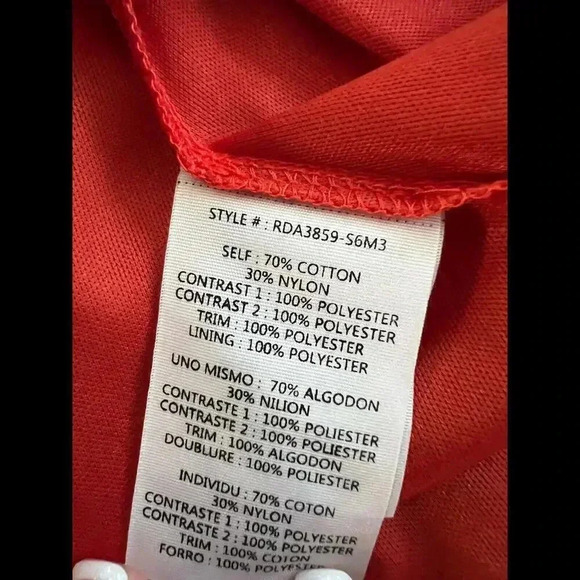 STYLE # : RDA3859-S6M3
SELF : 70% COTTON
30% NYLON
CONTRAST 1 : 100% POLYESTER
CONTRAST 2 : 100% POLYESTER
TRIM : 100% POLYESTER
LINING : 100% POLYESTER
UNO MISMO : 70% ALGODON
30% NILION
CONTRASTE 1 : 100% POLIESTER
CONTRASTE 2 : 100% POLIESTER
TRIM : 100% ALGODON
DOUBLURE : 100% POLIESTER
INDIVIDU : 70% COTON
30% NYLON
CONTRASTE 1 : 100% POLYESTER
CONTRASTE 2 : 100% POLYESTER
TRIM : 100% COTON
FORRO : 100% POLYESTER